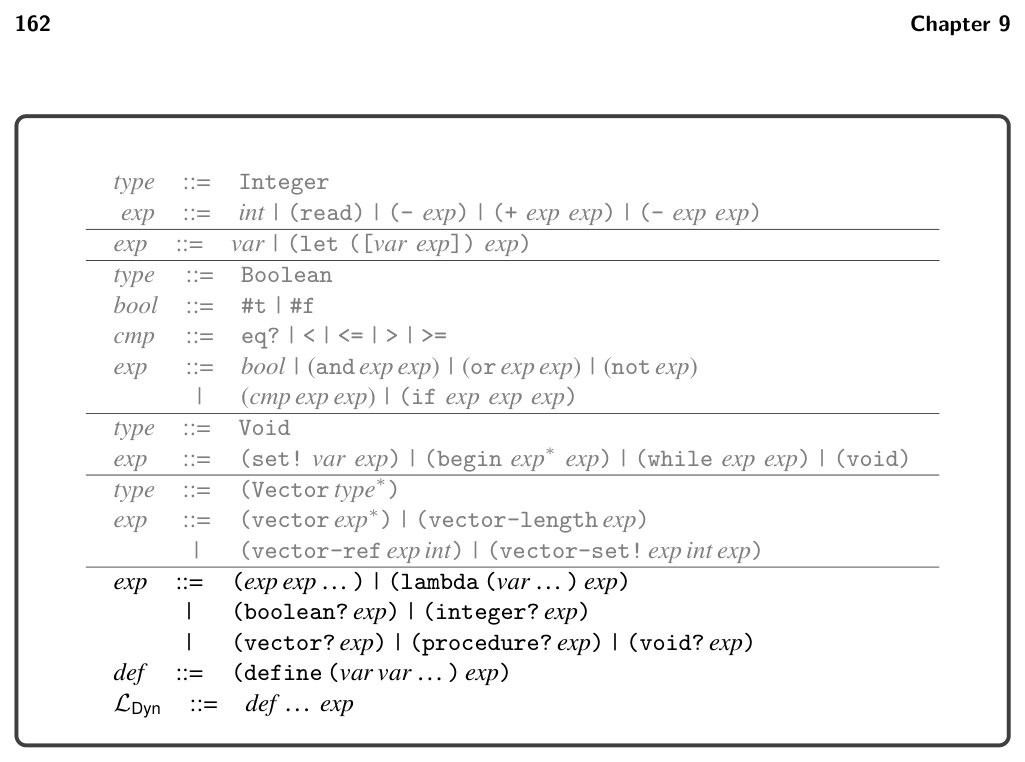 162 Chapter 9
type ::= Integer
exp ::= int | (read) | (- exp) | (+ exp exp) | (- exp exp)
exp ::= var | (let ([var exp]) exp)
type ::= Boolean
bool ::= #t | #f
cmp ::= eq? | < | <= | > | >=
exp ::= bool | (and exp exp) | (or exp exp) | (not exp)
| (cmp exp exp) | (if exp exp exp)
type ::= Void
exp ::= (set! var exp) | (begin exp* exp) | (while exp exp) | (void)
type ::= (Vector type*)
exp ::= (vector exp*) | (vector-length exp)
| (vector-ref exp int) | (vector-set! exp int exp)
exp ::= (exp exp ...) | (lambda (var ...) exp)
| (boolean? exp) | (integer? exp)
| (vector? exp) | (procedure? exp) | (void? exp)
def ::= (define (var var ...) exp)
ℒDyn ::= def ... exp